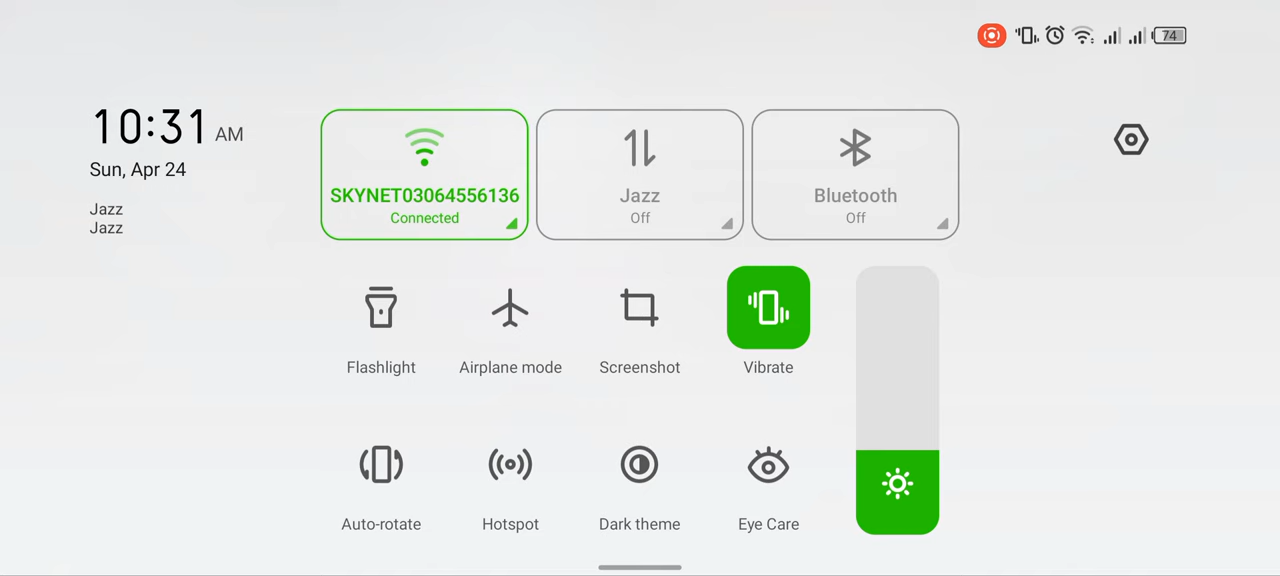 74
10:31 AM
Sun, Apr 24
Jazz
Jazz
SKYNET03064556136
Connected
Jazz
Off
Bluetooth
Off
Flashlight
Airplane mode
Screenshot
Vibrate
Auto-rotate
Hotspot
Dark theme
Eye Care